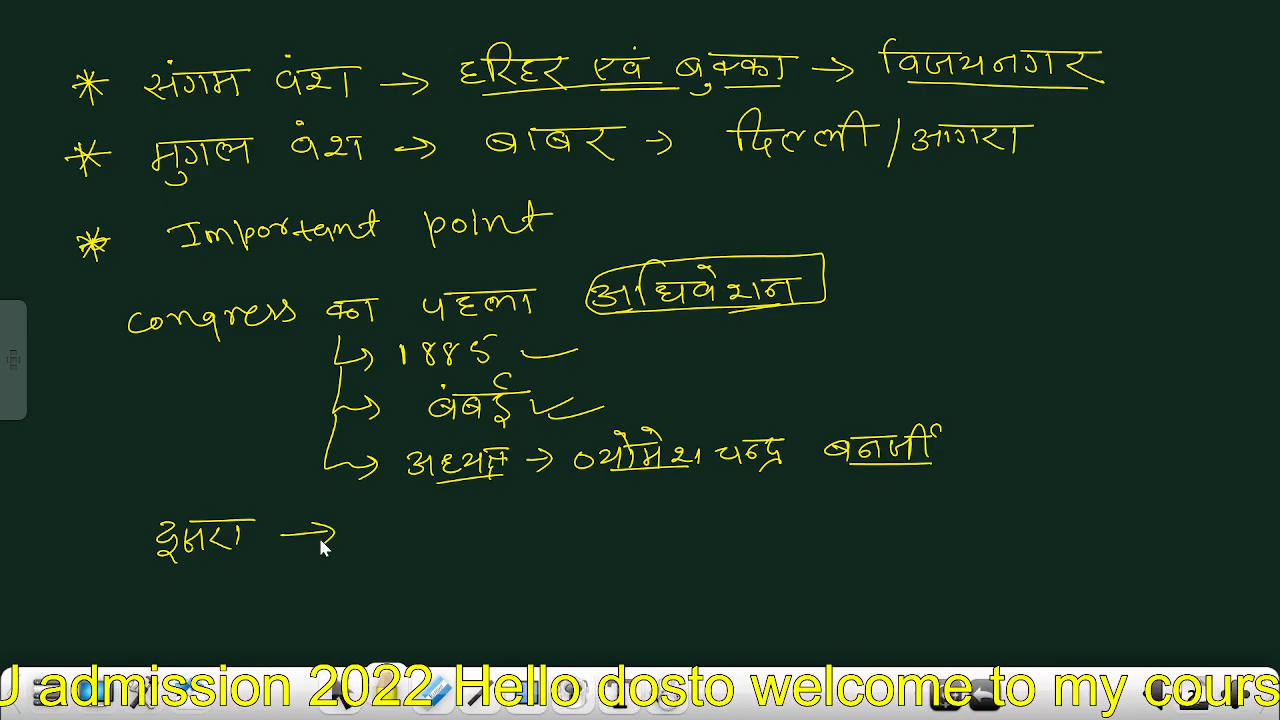 * संगम वंश → हरिहर एवं बुक्का → विजयनगर
* मुगल वंश → बाबर → दिल्ली/आगरा
* Important point
Congress का पहला अधिवेशन
→ 1885
→ बंबई
→ अध्यक्ष → व्योमेश चन्द्र बनर्जी
दूसरा →
U admission 2022 Hello dosto welcome to my cours